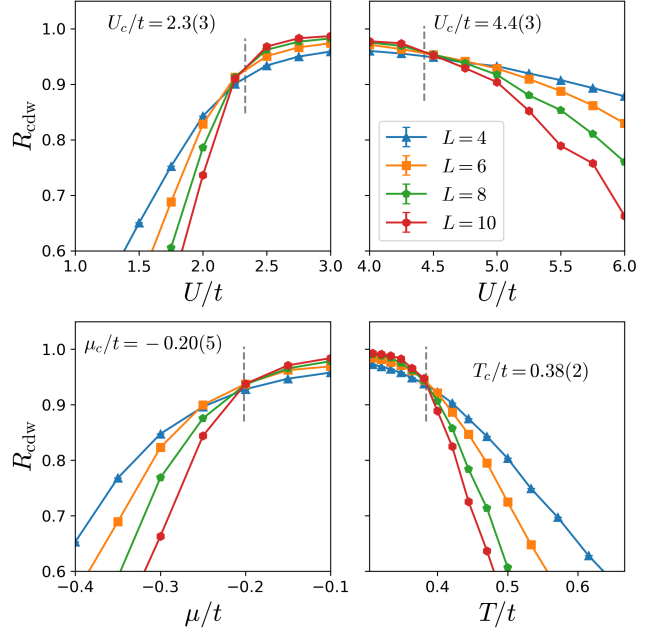 U_c/t = 2.3(3)
R_cdw
1.0
0.9
0.8
0.7
0.6
1.0 1.5 2.0 2.5 3.0
U/t
U_c/t = 4.4(3)
L = 4
L = 6
L = 8
L = 10
4.0 4.5 5.0 5.5 6.0
U/t
μ_c/t = −0.20(5)
R_cdw
1.0
0.9
0.8
0.7
0.6
−0.4 −0.3 −0.2 −0.1
μ/t
T_c/t = 0.38(2)
0.4 0.5 0.6
T/t